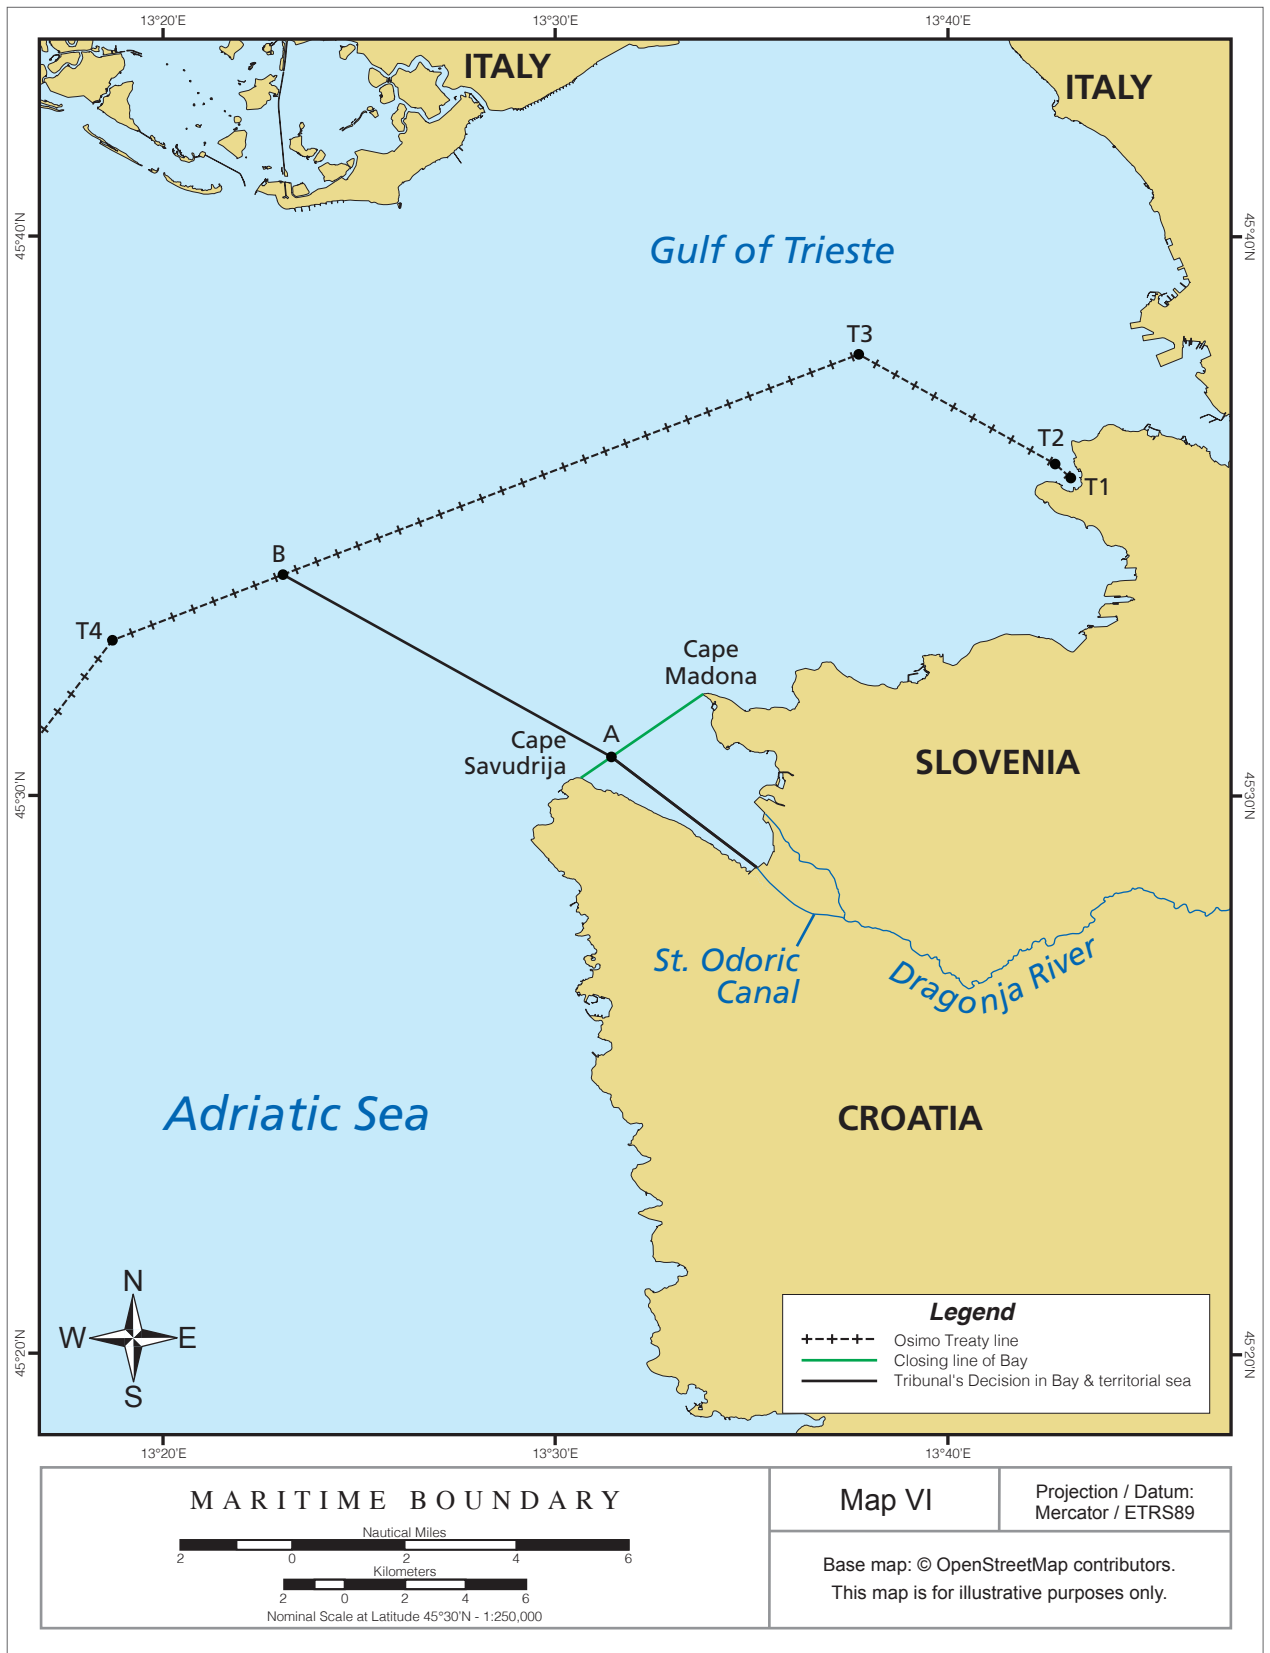 13°20'E
13°30'E
13°40'E
ITALY
ITALY
45°40'N
45°40'N
Gulf of Trieste
T3
T2
T1
B
T4
Cape
Madona
A
Cape
Savudrija
SLOVENIA
45°30'N
45°30'N
St. Odoric
Canal
Dragonja River
Adriatic Sea
CROATIA
N
W
E
S
45°20'N
45°20'N
Legend
Osimo Treaty line
Closing line of Bay
Tribunal's Decision in Bay & territorial sea
13°20'E
13°30'E
13°40'E
MARITIME BOUNDARY
Nautical Miles
2 0 2 4 6
Kilometers
2 0 2 4 6
Nominal Scale at Latitude 45°30'N - 1:250,000
Map VI
Projection / Datum:
Mercator / ETRS89
Base map: © OpenStreetMap contributors.
This map is for illustrative purposes only.